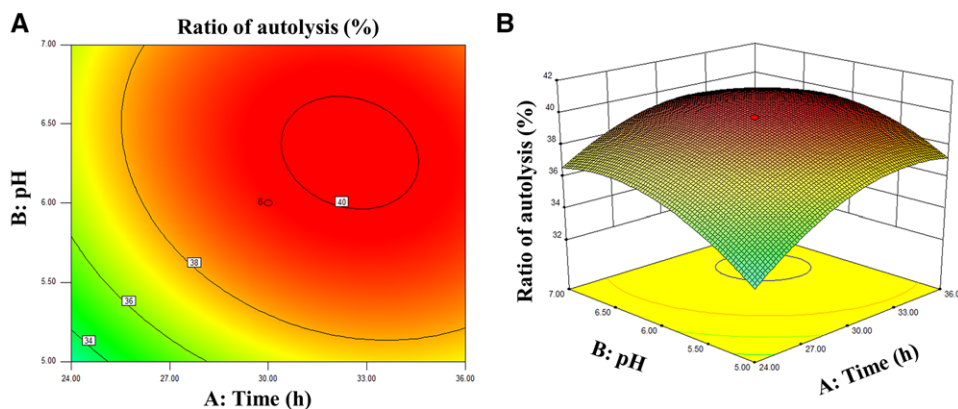 A
Ratio of autolysis (%)
7.00
6.50
6.00
5.50
5.00
B: pH
40
6
38
36
34
24.00 27.00 30.00 33.00 36.00
A: Time (h)
B
42
40
38
36
34
32
Ratio of autolysis (%)
7.00
6.50
6.00
5.50
5.00
B: pH
36.00
33.00
30.00
27.00
24.00
A: Time (h)